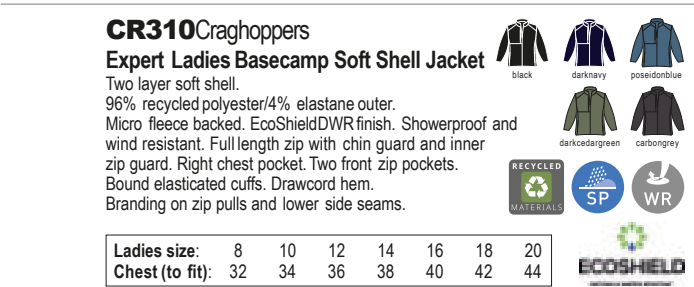 CR310Craghoppers
Expert Ladies Basecamp Soft Shell Jacket
Two layer soft shell.
96% recycled polyester/4% elastane outer.
Micro fleece backed. EcoShieldDWR finish. Showerproof and
wind resistant. Full length zip with chin guard and inner
zip guard. Right chest pocket. Two front zip pockets.
Bound elasticated cuffs. Drawcord hem.
Branding on zip pulls and lower side seams.
black darknavy poseidonblue
darkcedargreen carbongrey
RECYCLED
MATERIALS
SP
WR
ECOSHIELD
Ladies size: 8 10 12 14 16 18 20
Chest (to fit): 32 34 36 38 40 42 44